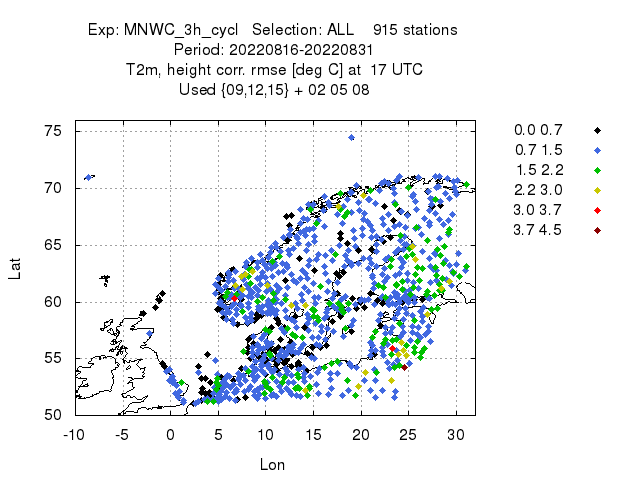 Exp: MNWC_3h_cycl   Selection: ALL    915 stations
Period: 20220816-20220831
T2m, height corr. rmse [deg C] at  17 UTC
Used {09,12,15} + 02 05 08
0.0 0.7
0.7 1.5
1.5 2.2
2.2 3.0
3.0 3.7
3.7 4.5
75
70
65
60
55
50
Lat
-10 -5 0 5 10 15 20 25 30
Lon